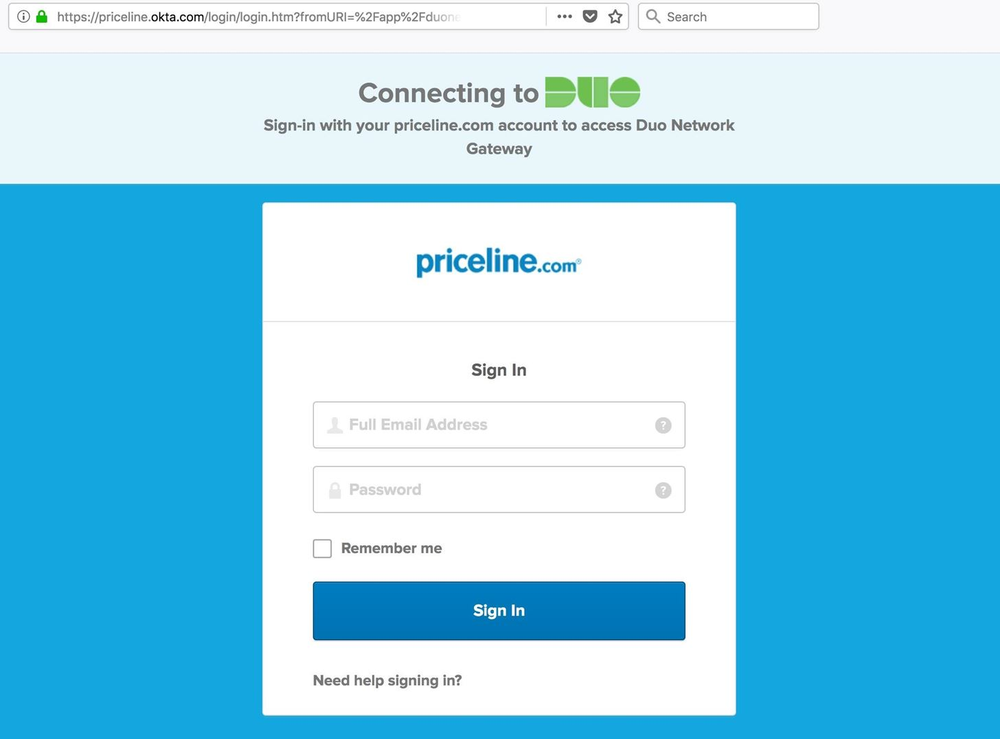 https://priceline.okta.com/login/login.htm?fromURI=%2Fapp%2Fduone
Search
Connecting to DUO
Sign-in with your priceline.com account to access Duo Network
Gateway
priceline.com®
Sign In
Full Email Address ?
Password ?
Remember me
Sign In
Need help signing in?